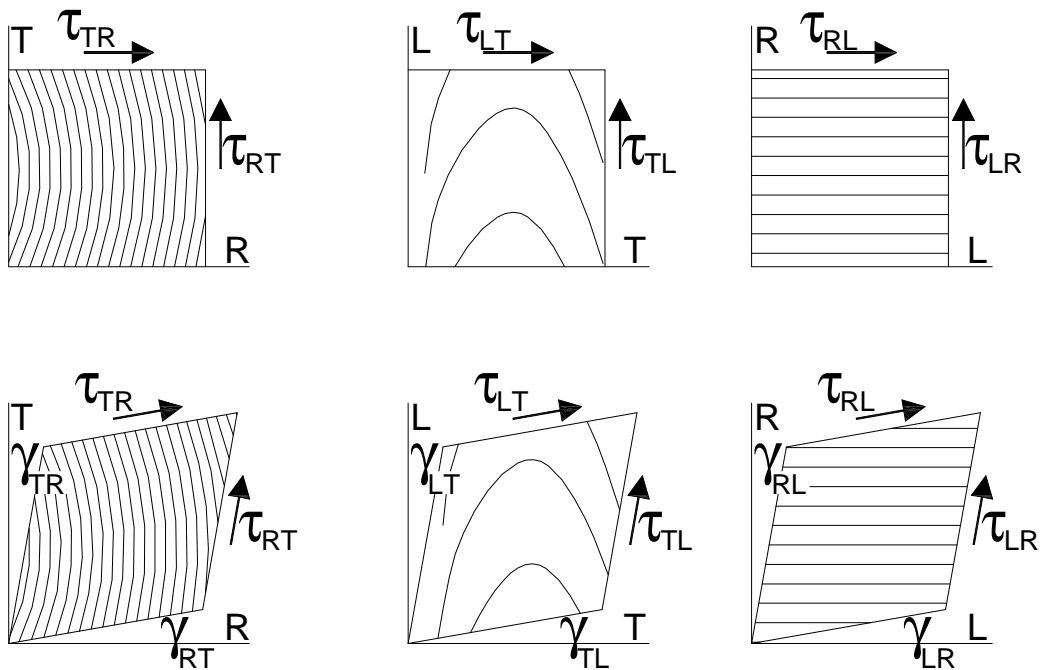 T τTR
τRT
R
L τLT
τTL
T
R τRL
τLR
L
T τTR
γTR
τRT
γRT R
L τLT
γLT
τTL
γTL T
R τRL
γRL
τLR
γLR L